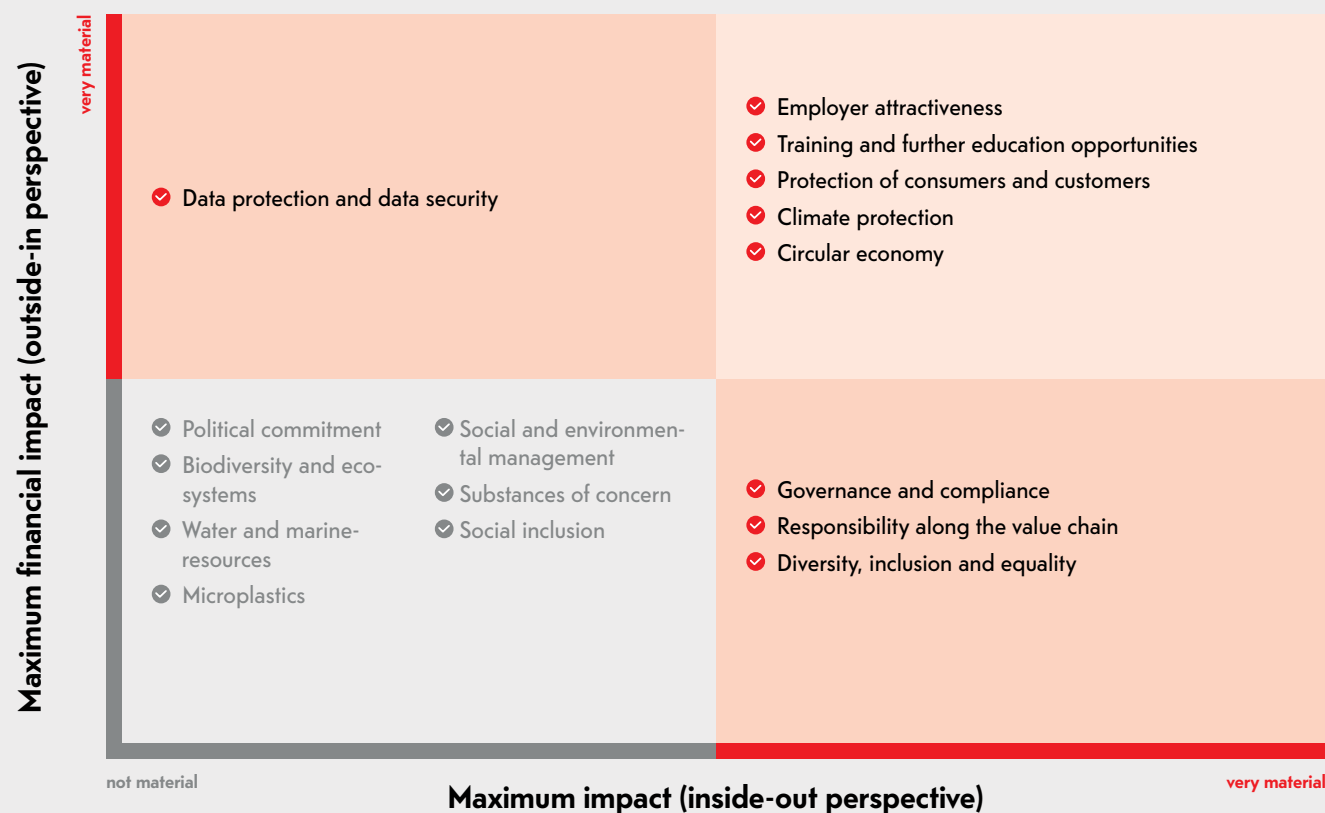 very material
Maximum financial impact (outside-in perspective)
Data protection and data security
Employer attractiveness
Training and further education opportunities
Protection of consumers and customers
Climate protection
Circular economy
Political commitment
Biodiversity and eco-
systems
Water and marine-
resources
Microplastics
Social and environmen-
tal management
Substances of concern
Social inclusion
Governance and compliance
Responsibility along the value chain
Diversity, inclusion and equality
not material
Maximum impact (inside-out perspective)
very material